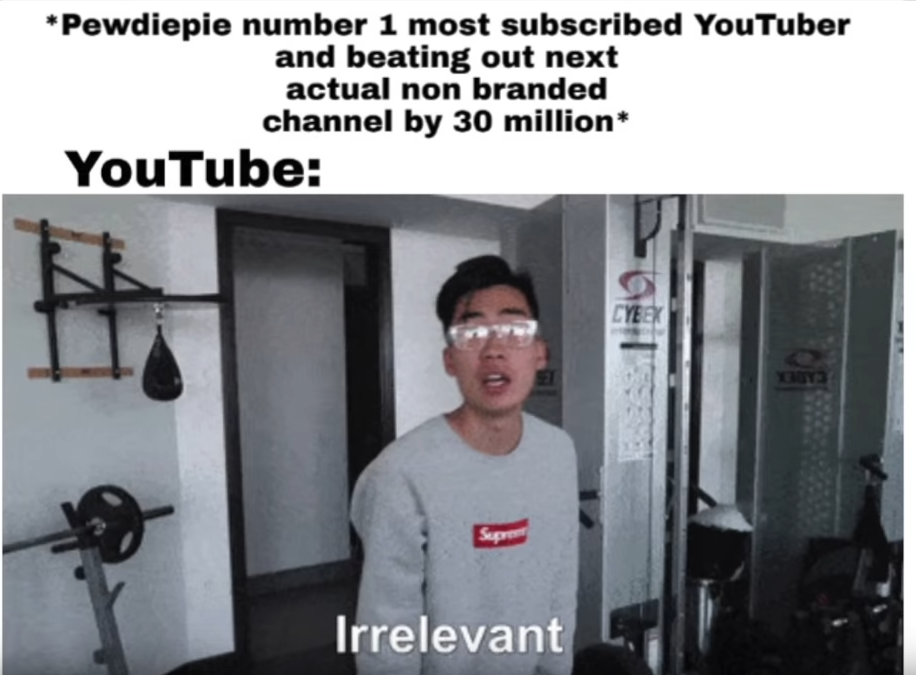 *Pewdiepie number 1 most subscribed YouTuber
and beating out next
actual non branded
channel by 30 million*
YouTube:
CYBEX
CYBEX
Supreme
Irrelevant